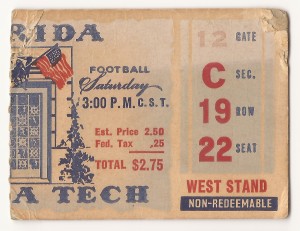 RIDA
FOOTBALL
Saturday
3:00 P.M. C.S.T.
Est. Price 2.50
Fed. Tax .25
TOTAL $2.75
A TECH
12 GATE
C SEC.
19 ROW
22 SEAT
WEST STAND
NON-REDEEMABLE